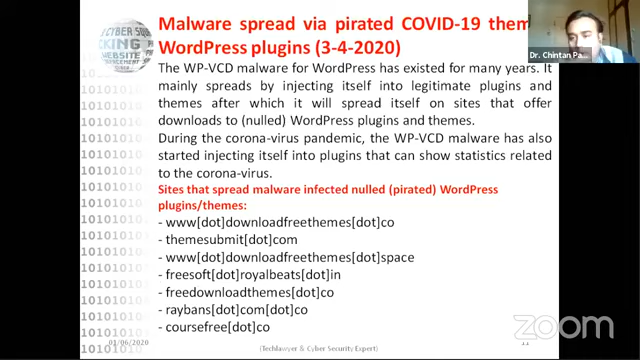 Malware spread via pirated COVID-19 them
WordPress plugins (3-4-2020)
Dr. Chintan Pa...
The WP-VCD malware for WordPress has existed for many years. It
mainly spreads by injecting itself into legitimate plugins and
themes after which it will spread itself on sites that offer
downloads to (nulled) WordPress plugins and themes.
During the corona-virus pandemic, the WP-VCD malware has also
started injecting itself into plugins that can show statistics related
to the corona-virus.
Sites that spread malware infected nulled (pirated) WordPress
plugins/themes:
- www[dot]downloadfreethemes[dot]co
- themesubmit[dot]com
- www[dot]downloadfreethemes[dot]space
- freesoft[dot]royalbeats[dot]in
- freedownloadthemes[dot]co
- raybans[dot]com[dot]co
- coursefree[dot]co
01/06/2020
(Techlawyer & Cyber Security Expert)
11
zoom